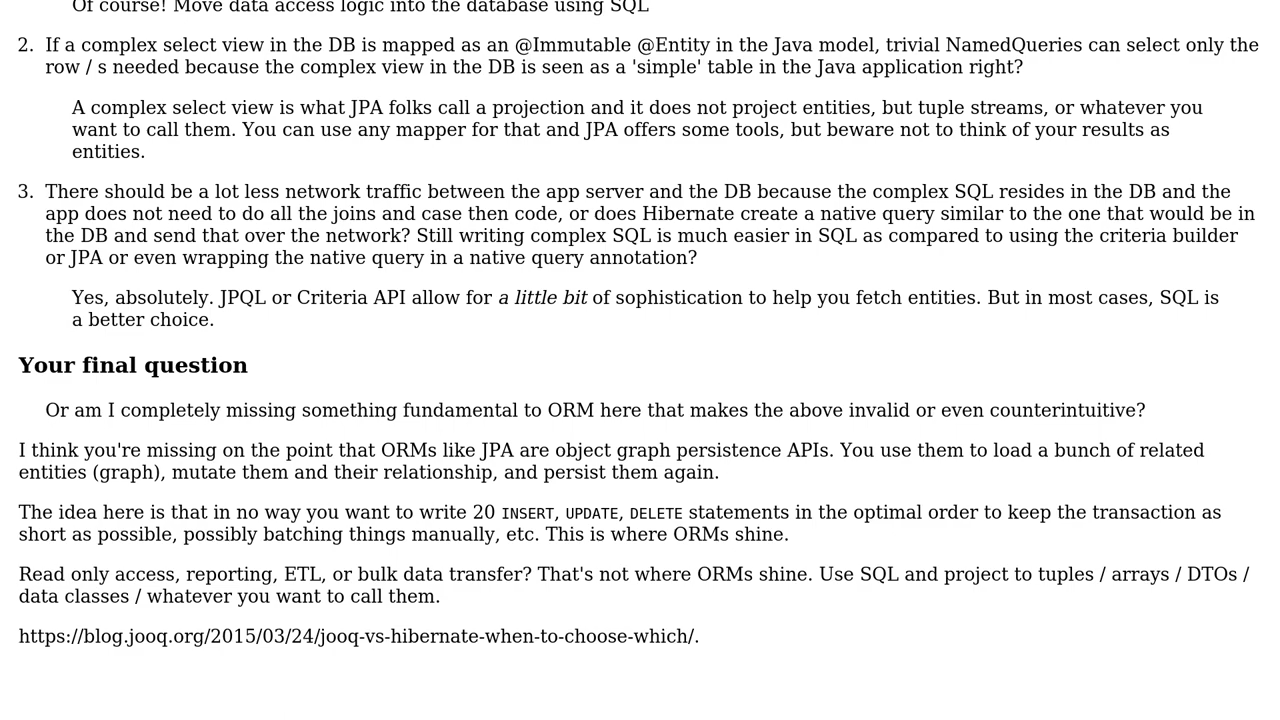 Of course! Move data access logic into the database using SQL
2. If a complex select view in the DB is mapped as an @Immutable @Entity in the Java model, trivial NamedQueries can select only the
row / s needed because the complex view in the DB is seen as a 'simple' table in the Java application right?
A complex select view is what JPA folks call a projection and it does not project entities, but tuple streams, or whatever you
want to call them. You can use any mapper for that and JPA offers some tools, but beware not to think of your results as
entities.
3. There should be a lot less network traffic between the app server and the DB because the complex SQL resides in the DB and the
app does not need to do all the joins and case then code, or does Hibernate create a native query similar to the one that would be in
the DB and send that over the network? Still writing complex SQL is much easier in SQL as compared to using the criteria builder
or JPA or even wrapping the native query in a native query annotation?
Yes, absolutely. JPQL or Criteria API allow for a little bit of sophistication to help you fetch entities. But in most cases, SQL is
a better choice.
Your final question
Or am I completely missing something fundamental to ORM here that makes the above invalid or even counterintuitive?
I think you're missing on the point that ORMs like JPA are object graph persistence APIs. You use them to load a bunch of related
entities (graph), mutate them and their relationship, and persist them again.
The idea here is that in no way you want to write 20 INSERT, UPDATE, DELETE statements in the optimal order to keep the transaction as
short as possible, possibly batching things manually, etc. This is where ORMs shine.
Read only access, reporting, ETL, or bulk data transfer? That's not where ORMs shine. Use SQL and project to tuples / arrays / DTOs /
data classes / whatever you want to call them.
https://blog.jooq.org/2015/03/24/jooq-vs-hibernate-when-to-choose-which/.